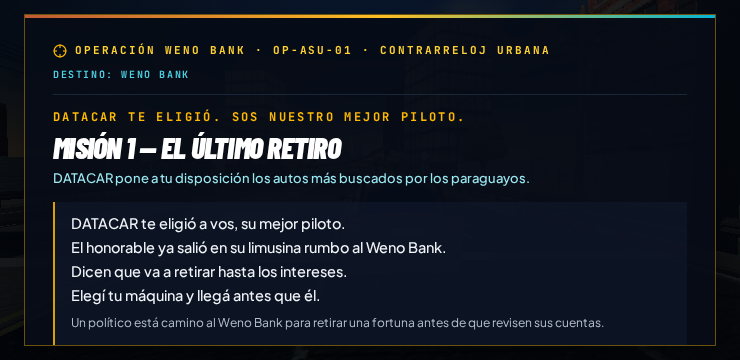 OPERACIÓN WENO BANK · OP-ASU-01 · CONTRARRELOJ URBANA
DESTINO: WENO BANK
DATACAR TE ELIGIÓ. SOS NUESTRO MEJOR PILOTO.
MISIÓN 1 — EL ÚLTIMO RETIRO
DATACAR pone a tu disposición los autos más buscados por los paraguayos.
DATACAR te eligió a vos, su mejor piloto.
El honorable ya salió en su limusina rumbo al Weno Bank.
Dicen que va a retirar hasta los intereses.
Elegí tu máquina y llegá antes que él.
Un político está camino al Weno Bank para retirar una fortuna antes de que revisen sus cuentas.